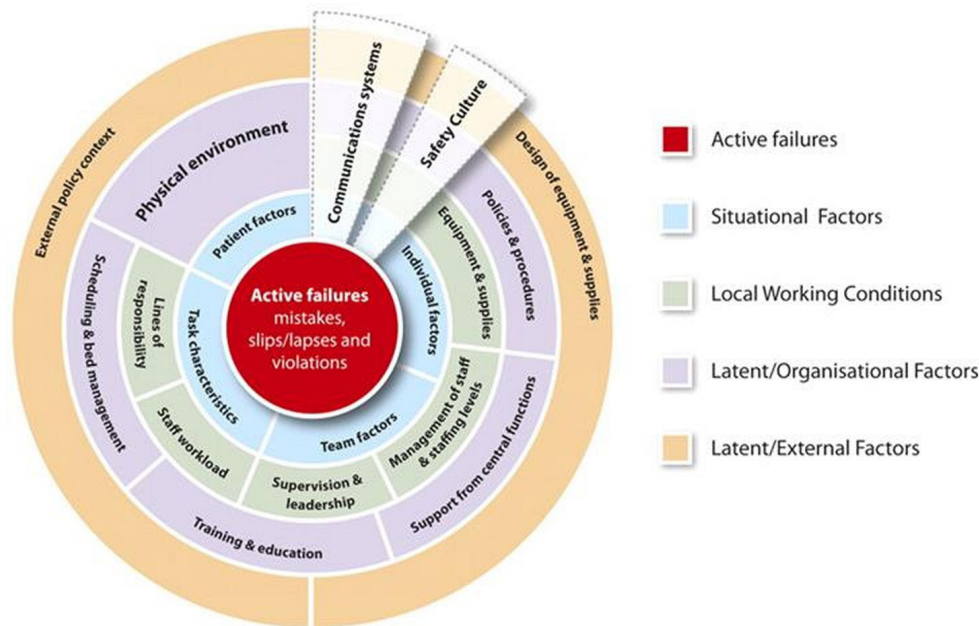 External policy context
Design of equipment & supplies
Physical environment
Communications systems
Safety Culture
Policies & procedures
Scheduling & bed management
Training & education
Support from central functions
Patient factors
Individual factors
Equipment & supplies
Lines of
responsibility
Task characteristics
Staff workload
Team factors
Supervision &
leadership
Management of staff
& staffing levels
Active failures
mistakes,
slips/lapses and
violations
Active failures
Situational Factors
Local Working Conditions
Latent/Organisational Factors
Latent/External Factors